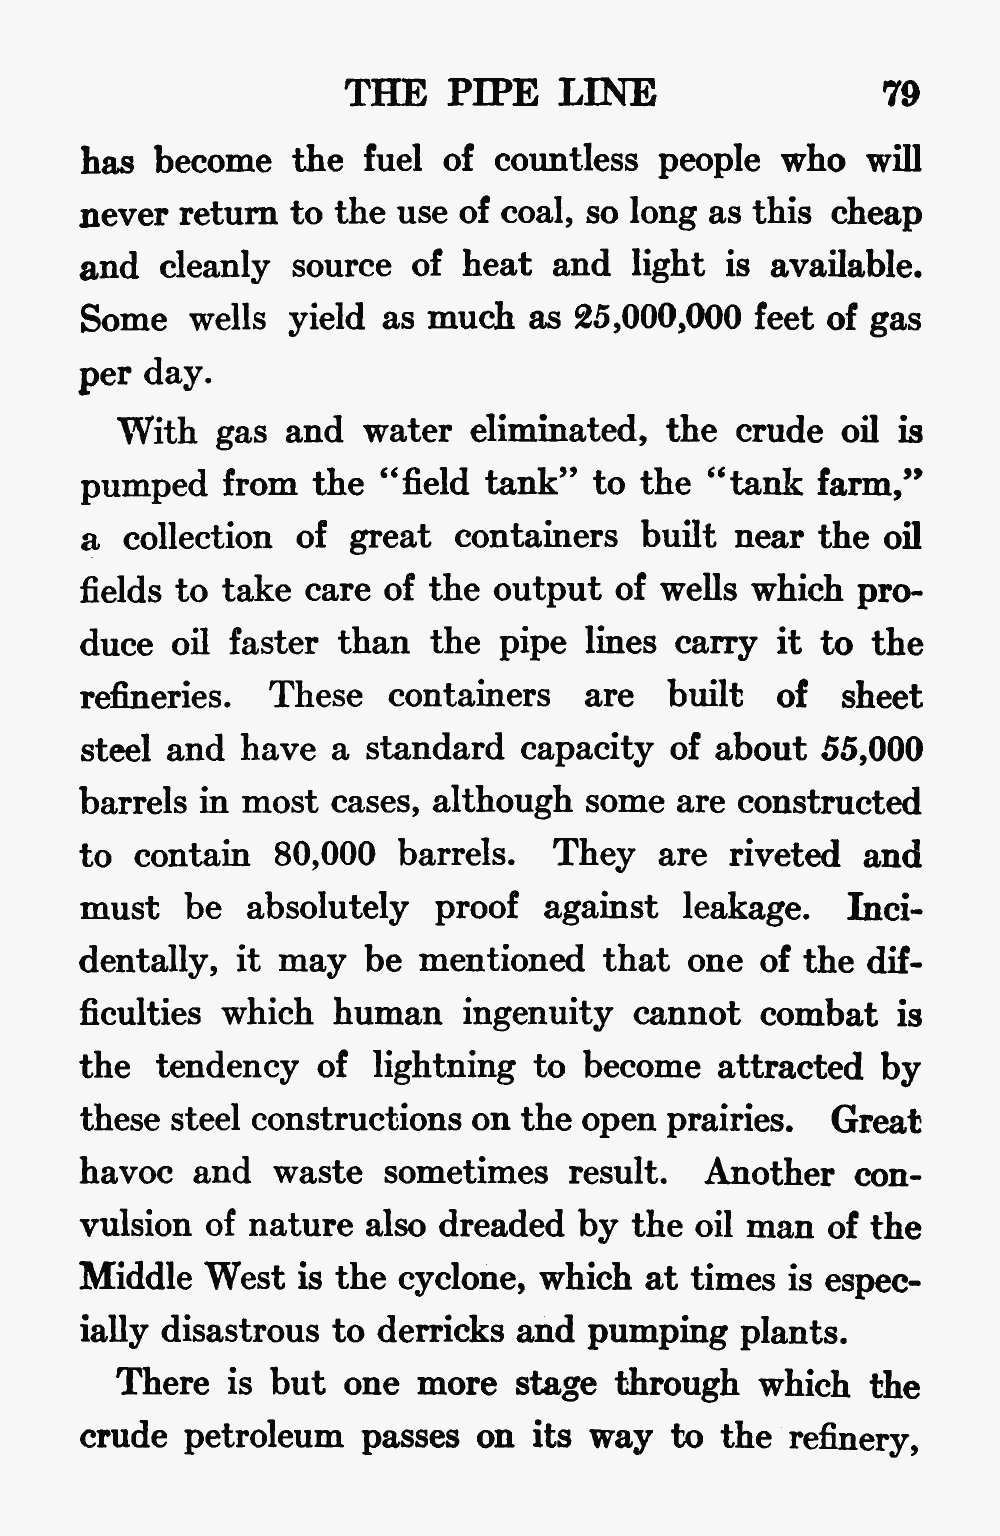 THE PIPE LINE 79
has become the fuel of countless people who will
never return to the use of coal, so long as this cheap
and cleanly source of heat and light is available.
Some wells yield as much as 25,000,000 feet of gas
per day.
With gas and water eliminated, the crude oil is
pumped from the “field tank” to the “tank farm,”
a collection of great containers built near the oil
fields to take care of the output of wells which pro-
duce oil faster than the pipe lines carry it to the
refineries. These containers are built of sheet
steel and have a standard capacity of about 55,000
barrels in most cases, although some are constructed
to contain 80,000 barrels. They are riveted and
must be absolutely proof against leakage. Inci-
dentally, it may be mentioned that one of the dif-
ficulties which human ingenuity cannot combat is
the tendency of lightning to become attracted by
these steel constructions on the open prairies. Great
havoc and waste sometimes result. Another con-
vulsion of nature also dreaded by the oil man of the
Middle West is the cyclone, which at times is espec-
ially disastrous to derricks and pumping plants.
There is but one more stage through which the
crude petroleum passes on its way to the refinery,